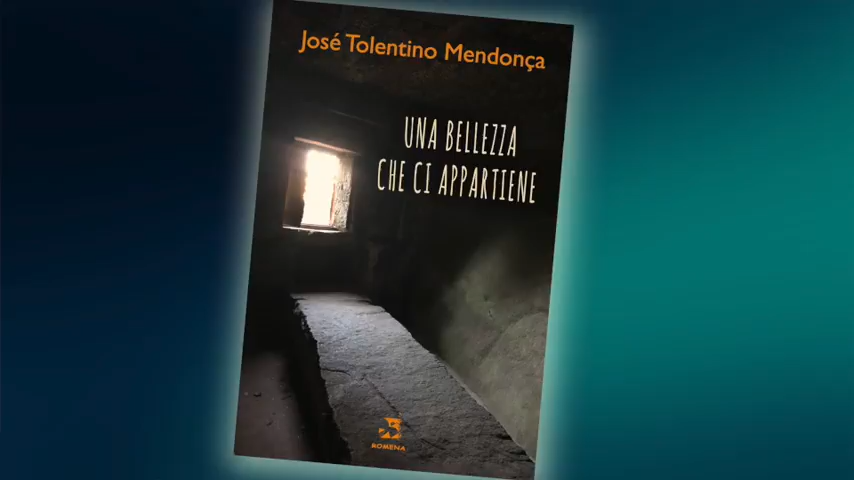 José Tolentino Mendonça
UNA BELLEZZA
CHE CI APPARTIENE
ROMENA